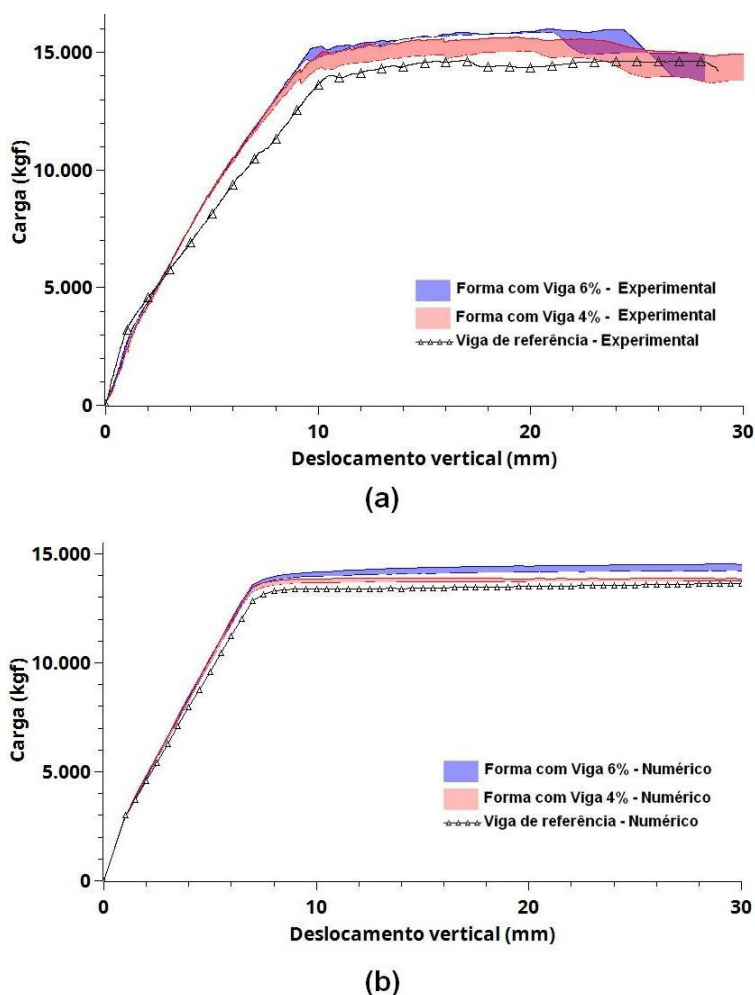 15.000
10.000
5.000
0
Carga (kgf)
Forma com Viga 6% - Experimental
Forma com Viga 4% - Experimental
Viga de referência - Experimental
0
10
20
30
Deslocamento vertical (mm)
(a)
15.000
10.000
5.000
0
Carga (kgf)
Forma com Viga 6% - Numérico
Forma com Viga 4% - Numérico
Viga de referência - Numérico
0
10
20
30
Deslocamento vertical (mm)
(b)